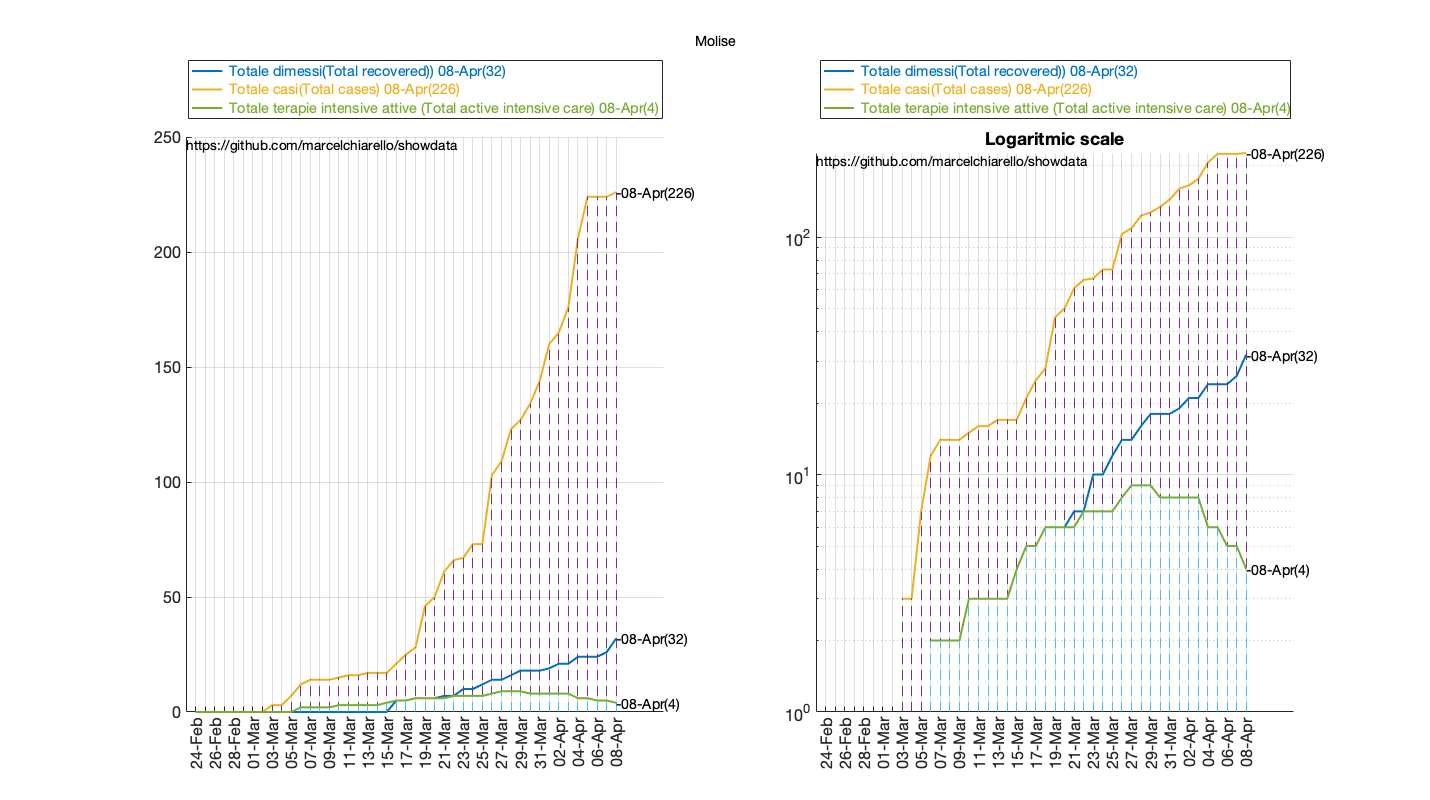 Molise
Totale dimessi(Total recovered)) 08-Apr(32)
Totale casi(Total cases) 08-Apr(226)
Totale terapie intensive attive (Total active intensive care) 08-Apr(4)
250
https://github.com/marcelchiarello/showdata
-08-Apr(226)
200
150
100
50
-08-Apr(32)
0
-08-Apr(4)
24-Feb
26-Feb
28-Feb
01-Mar
03-Mar
05-Mar
07-Mar
09-Mar
11-Mar
13-Mar
15-Mar
17-Mar
19-Mar
21-Mar
23-Mar
25-Mar
27-Mar
29-Mar
31-Mar
02-Apr
04-Apr
06-Apr
08-Apr
Totale dimessi(Total recovered)) 08-Apr(32)
Totale casi(Total cases) 08-Apr(226)
Totale terapie intensive attive (Total active intensive care) 08-Apr(4)
Logaritmic scale
https://github.com/marcelchiarello/showdata
-08-Apr(226)
10²
-08-Apr(32)
10¹
-08-Apr(4)
10⁰
24-Feb
26-Feb
28-Feb
01-Mar
03-Mar
05-Mar
07-Mar
09-Mar
11-Mar
13-Mar
15-Mar
17-Mar
19-Mar
21-Mar
23-Mar
25-Mar
27-Mar
29-Mar
31-Mar
02-Apr
04-Apr
06-Apr
08-Apr